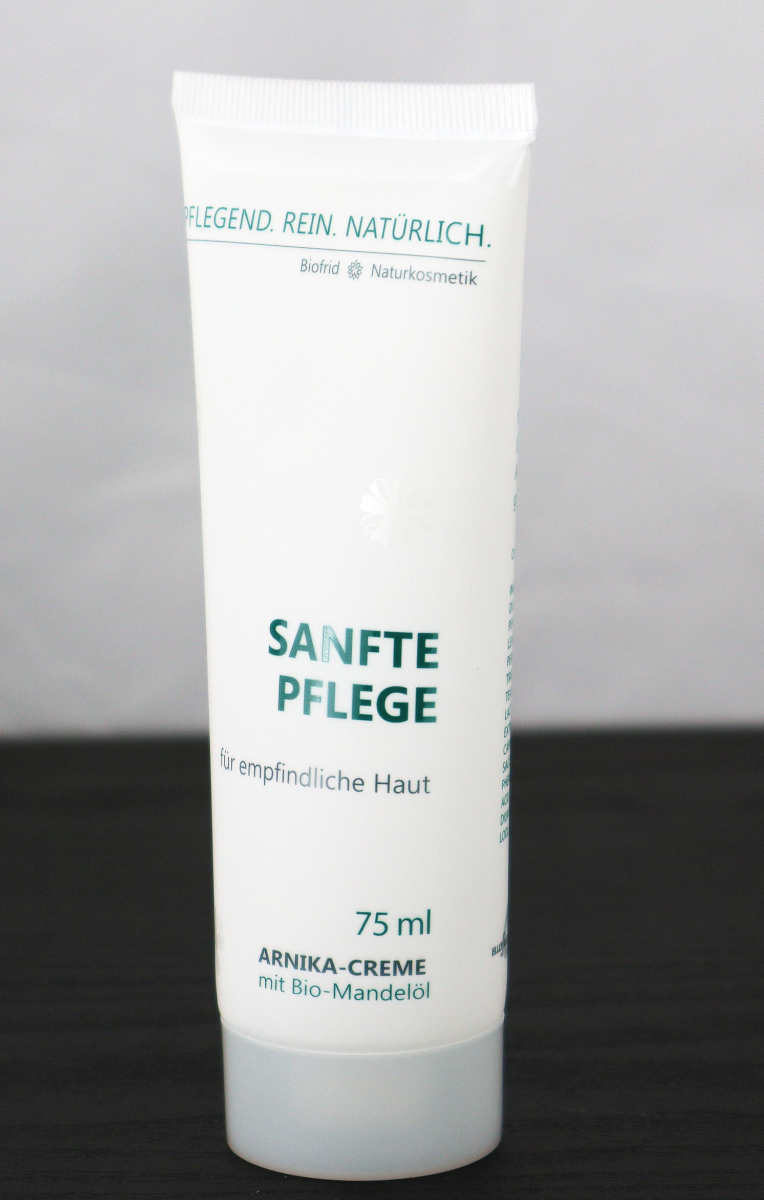 PFLEGEND. REIN. NATÜRLICH.
Biofrid Naturkosmetik
SANFTE
PFLEGE
für empfindliche Haut
75 ml
ARNIKA-CREME
mit Bio-Mandelöl